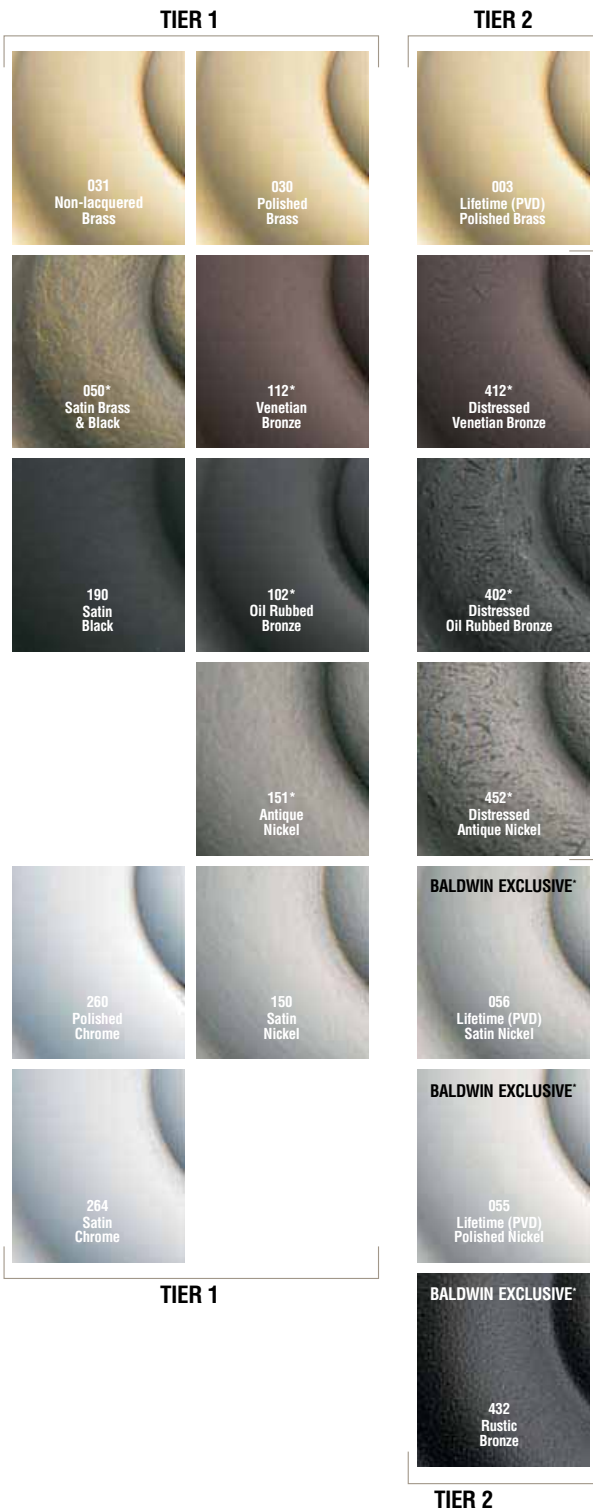 TIER 1
TIER 2
031
Non-lacquered
Brass
030
Polished
Brass
003
Lifetime (PVD)
Polished Brass
050*
Satin Brass
& Black
112*
Venetian
Bronze
412*
Distressed
Venetian Bronze
190
Satin
Black
102*
Oil Rubbed
Bronze
402*
Distressed
Oil Rubbed Bronze
151*
Antique
Nickel
452*
Distressed
Antique Nickel
BALDWIN EXCLUSIVE*
260
Polished
Chrome
150
Satin
Nickel
056
Lifetime (PVD)
Satin Nickel
BALDWIN EXCLUSIVE*
264
Satin
Chrome
055
Lifetime (PVD)
Polished Nickel
TIER 1
BALDWIN EXCLUSIVE*
432
Rustic
Bronze
TIER 2